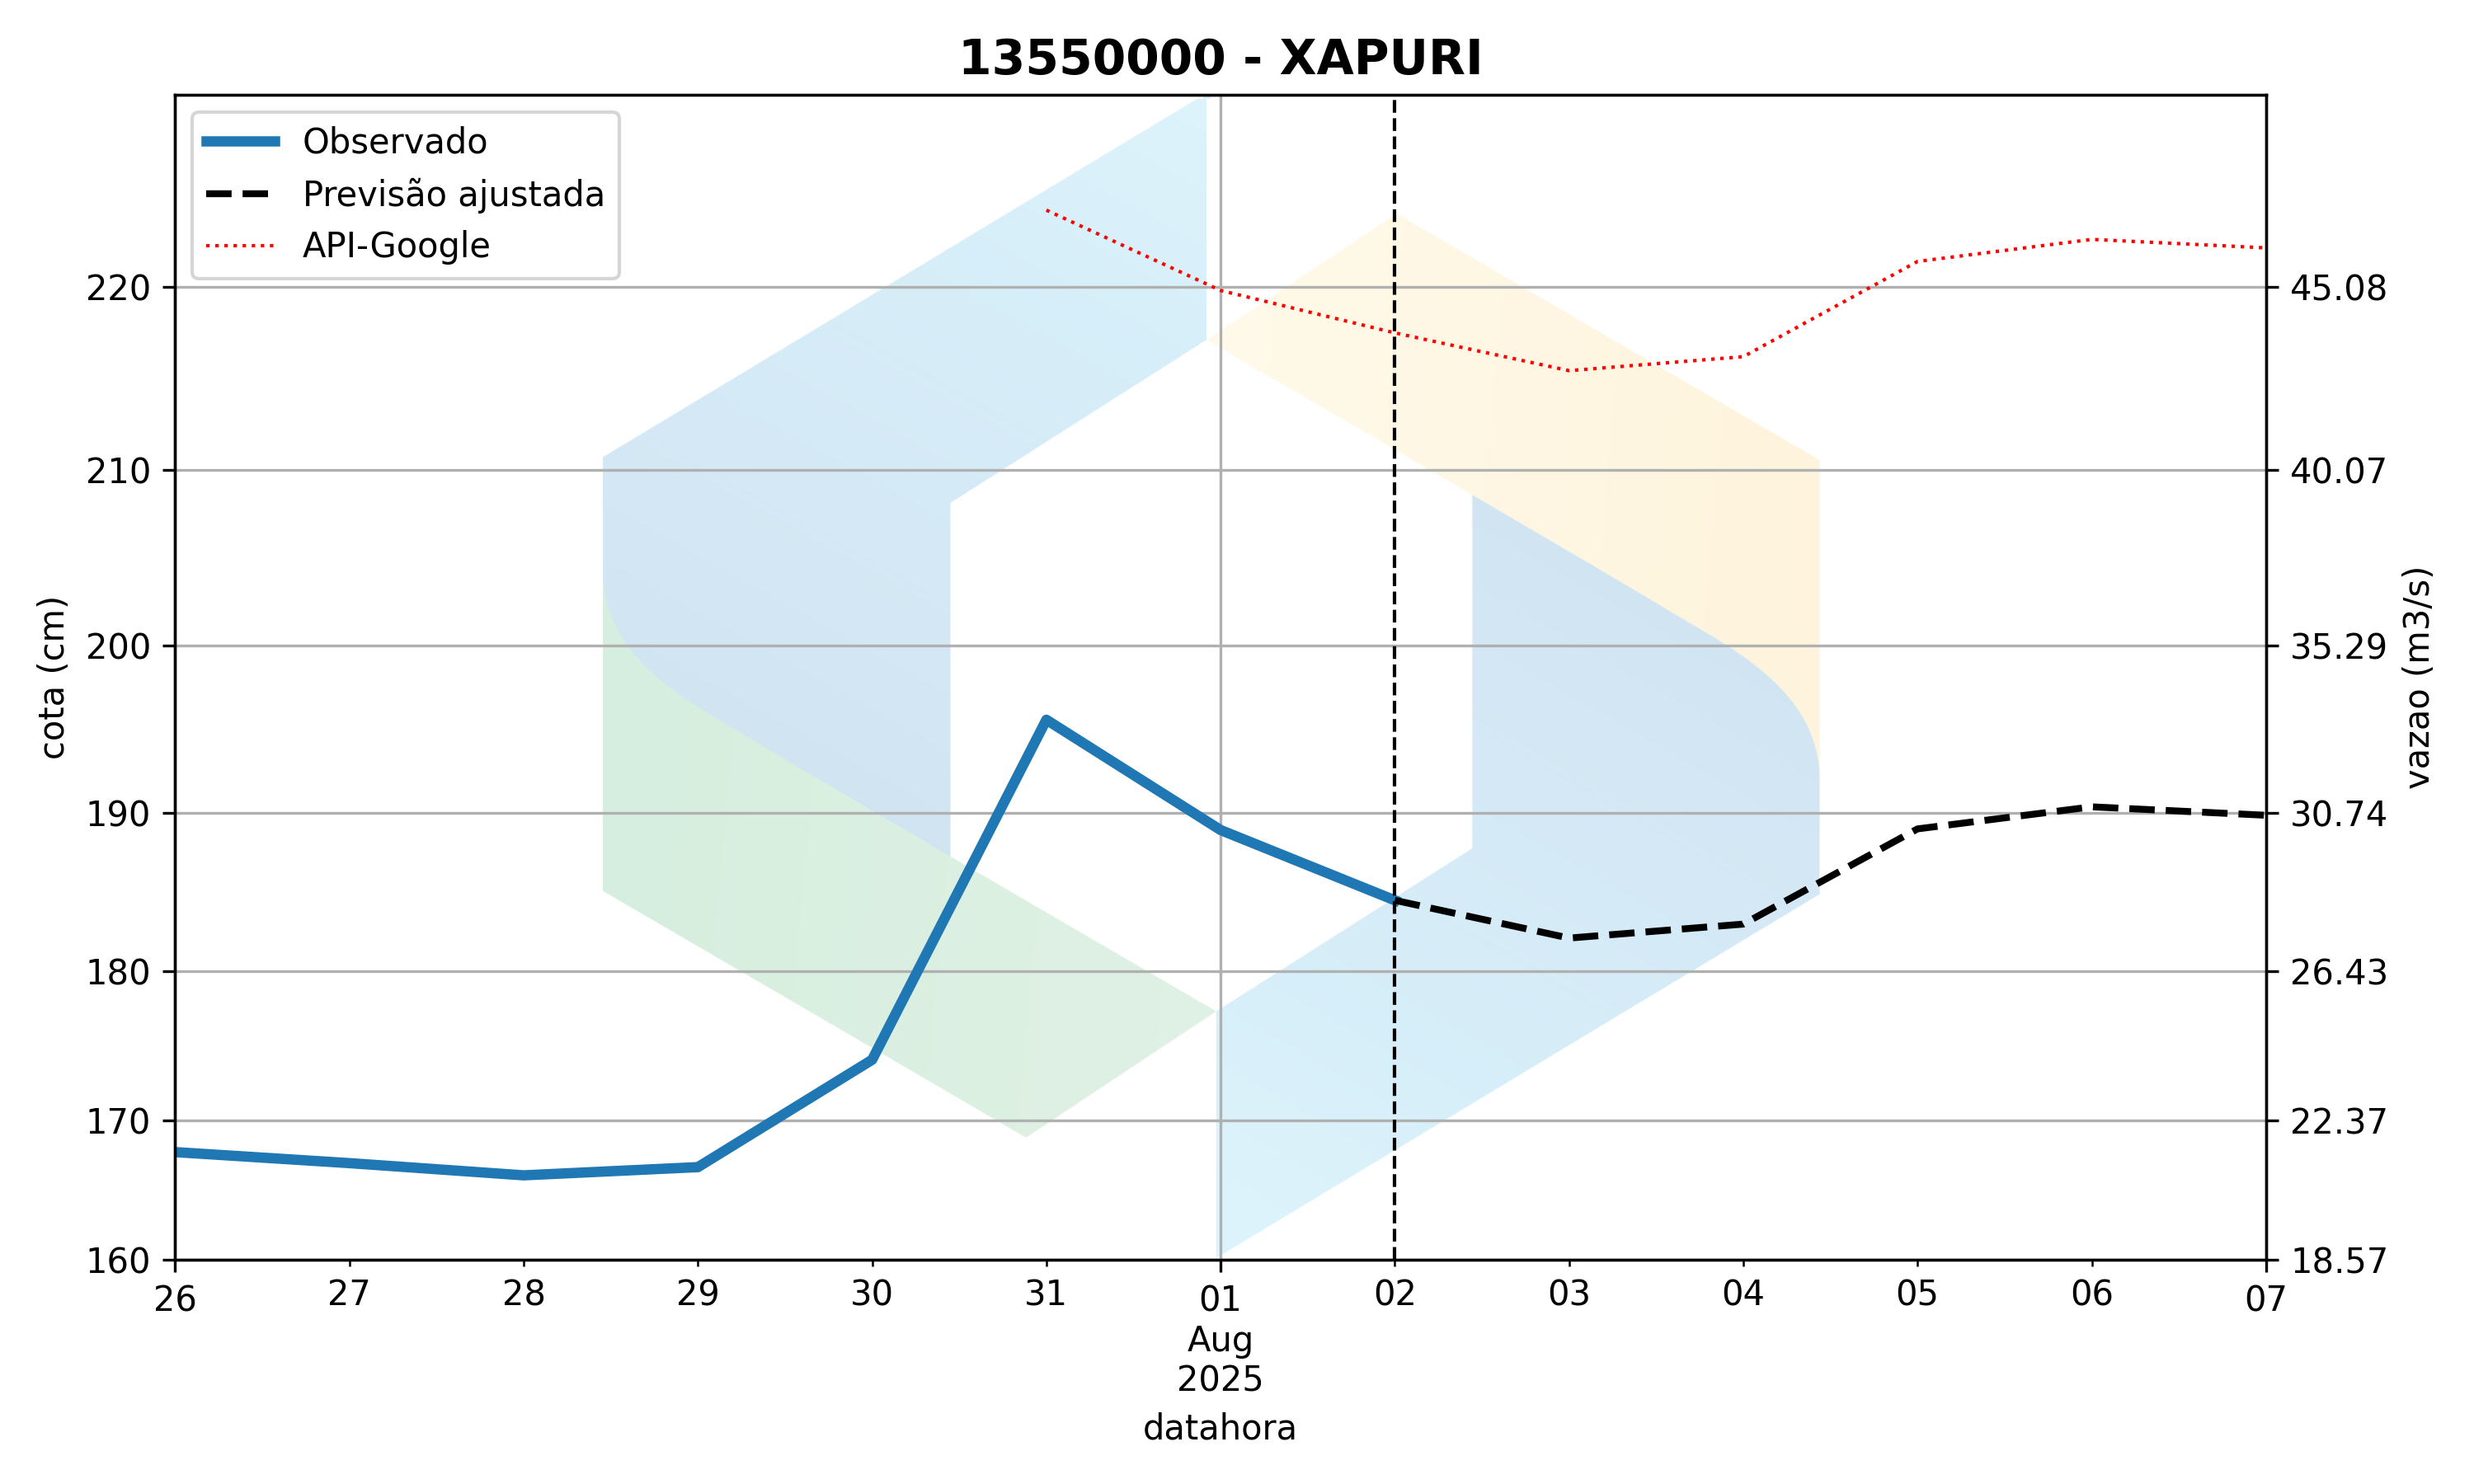 13550000 - XAPURI
Observado
Previsão ajustada
API-Google
cota (cm)
220
210
200
190
180
170
160
45.08
40.07
35.29
30.74
26.43
22.37
18.57
vazao (m3/s)
26 27 28 29 30 31 01 02 03 04 05 06 07
Aug
2025
datahora